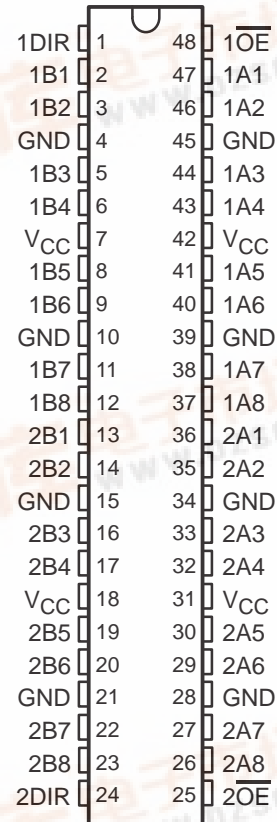 1DIR 1 48 1O̅E̅
1B1 2 47 1A1
1B2 3 46 1A2
GND 4 45 GND
1B3 5 44 1A3
1B4 6 43 1A4
VCC 7 42 VCC
1B5 8 41 1A5
1B6 9 40 1A6
GND 10 39 GND
1B7 11 38 1A7
1B8 12 37 1A8
2B1 13 36 2A1
2B2 14 35 2A2
GND 15 34 GND
2B3 16 33 2A3
2B4 17 32 2A4
VCC 18 31 VCC
2B5 19 30 2A5
2B6 20 29 2A6
GND 21 28 GND
2B7 22 27 2A7
2B8 23 26 2A8
2DIR 24 25 2O̅E̅